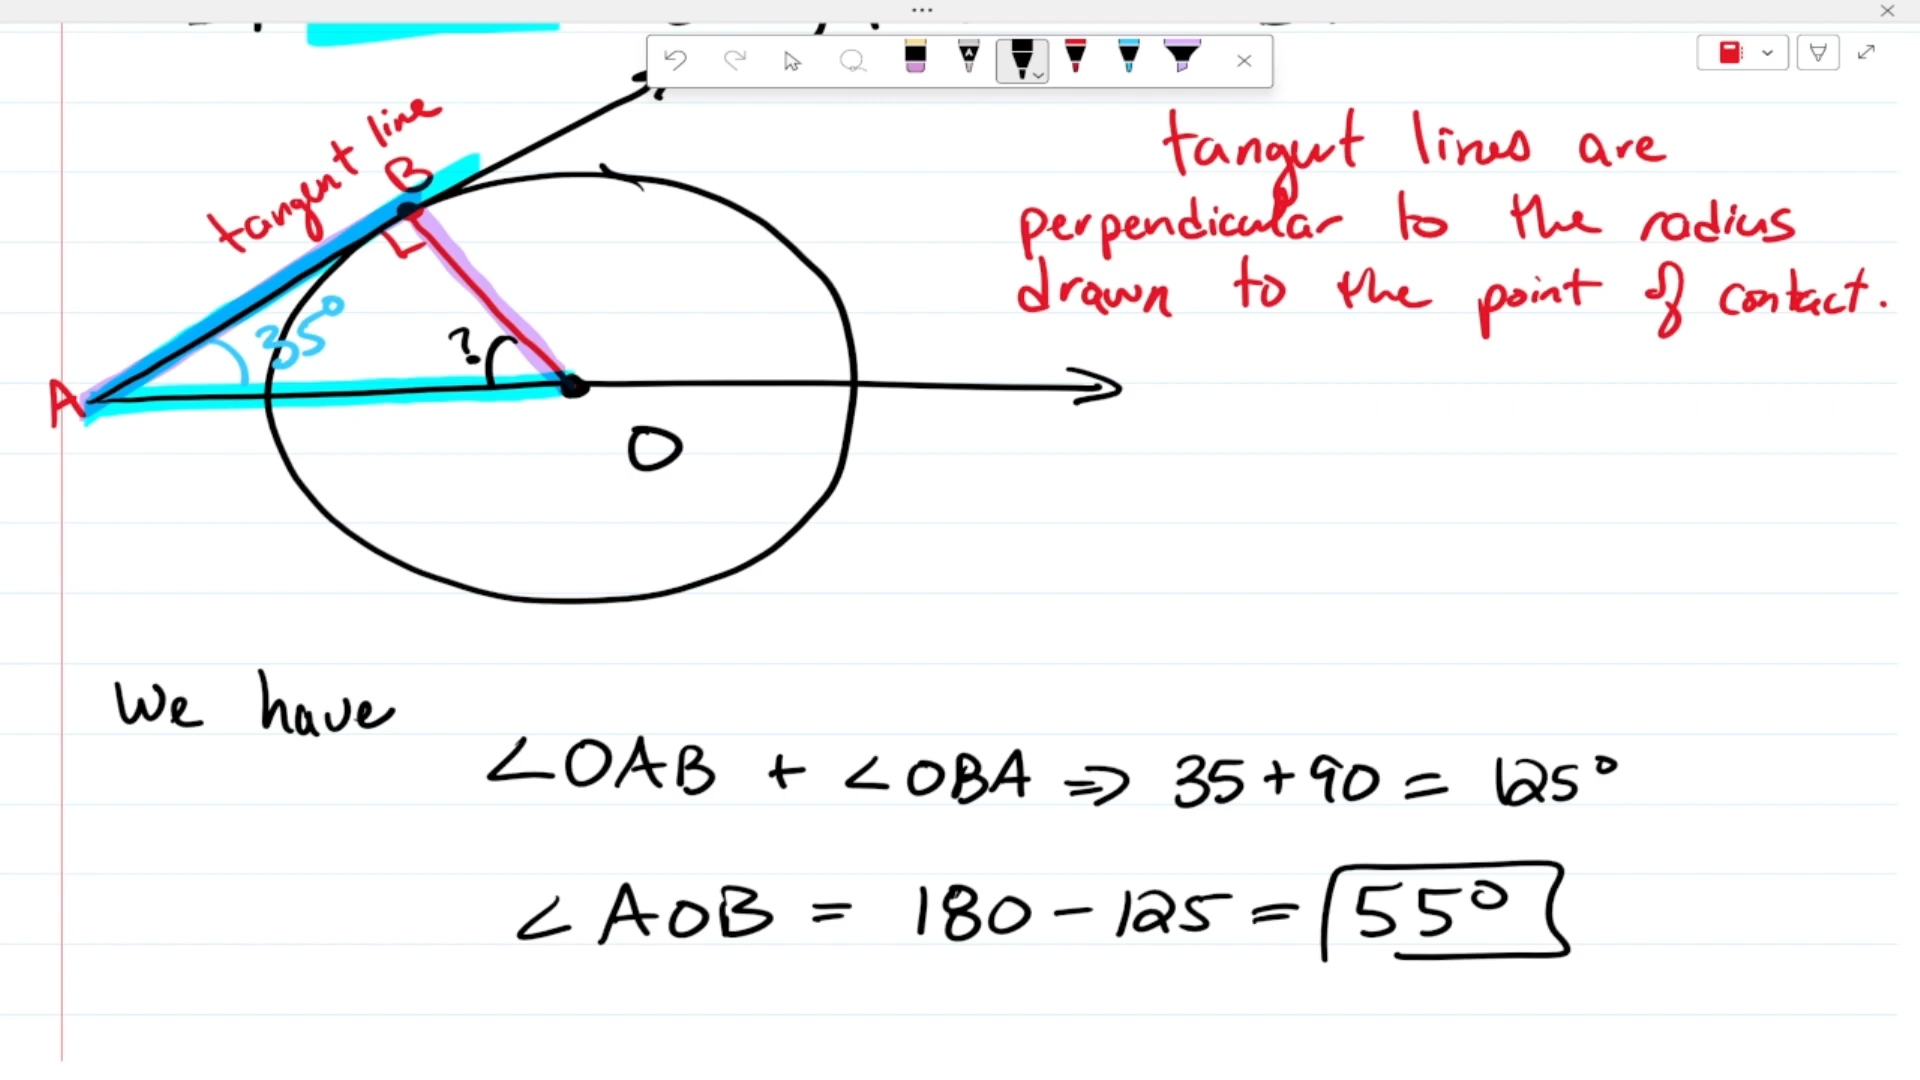 tangent line
B
35°
?
A
O
tangent lines are
perpendicular to the radius
drawn to the point of contact.
We have
∠OAB + ∠OBA ⇒ 35+90 = 125°
∠AOB = 180-125 = 55°